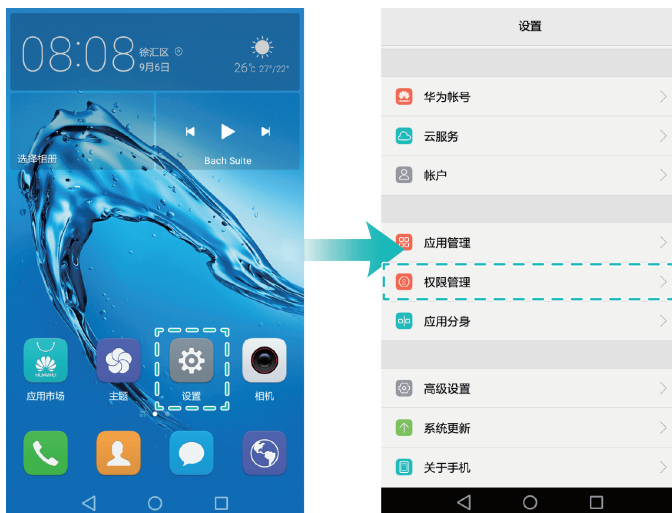 08:08
徐汇区
9月6日
26°c 27°/22°
选择相册
Bach Suite
HUAWEI
应用市场
主题
设置
相机
设置
华为帐号
云服务
帐户
应用管理
权限管理
应用分身
高级设置
系统更新
关于手机